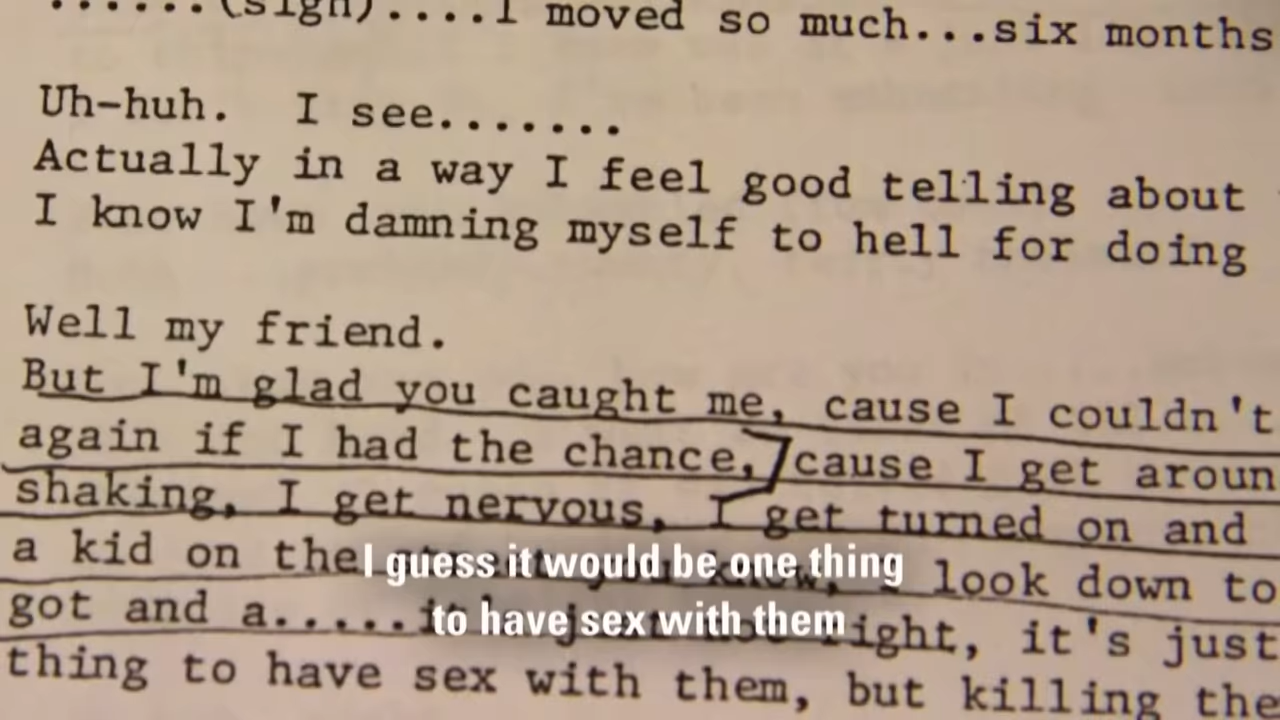 ......(sigh)....I moved so much...six months
Uh-huh. I see.......
Actually in a way I feel good telling about
I know I'm damning myself to hell for doing
Well my friend.
But I'm glad you caught me, cause I couldn't
again if I had the chance, cause I get aroun
shaking, I get nervous, I get turned on and
a kid on the look down to
got and a..... right, it's just
thing to have sex with them, but killing the
I guess it would be one thing
to have sex with them